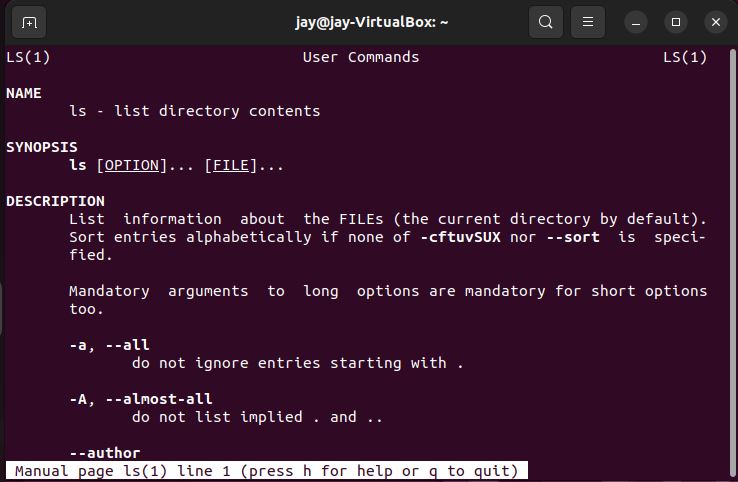 jay@jay-VirtualBox: ~
LS(1) User Commands LS(1)
NAME
ls - list directory contents
SYNOPSIS
ls [OPTION]... [FILE]...
DESCRIPTION
List information about the FILEs (the current directory by default).
Sort entries alphabetically if none of -cftuvSUX nor --sort is speci-
fied.
Mandatory arguments to long options are mandatory for short options
too.
-a, --all
do not ignore entries starting with .
-A, --almost-all
do not list implied . and ..
--author
Manual page ls(1) line 1 (press h for help or q to quit)